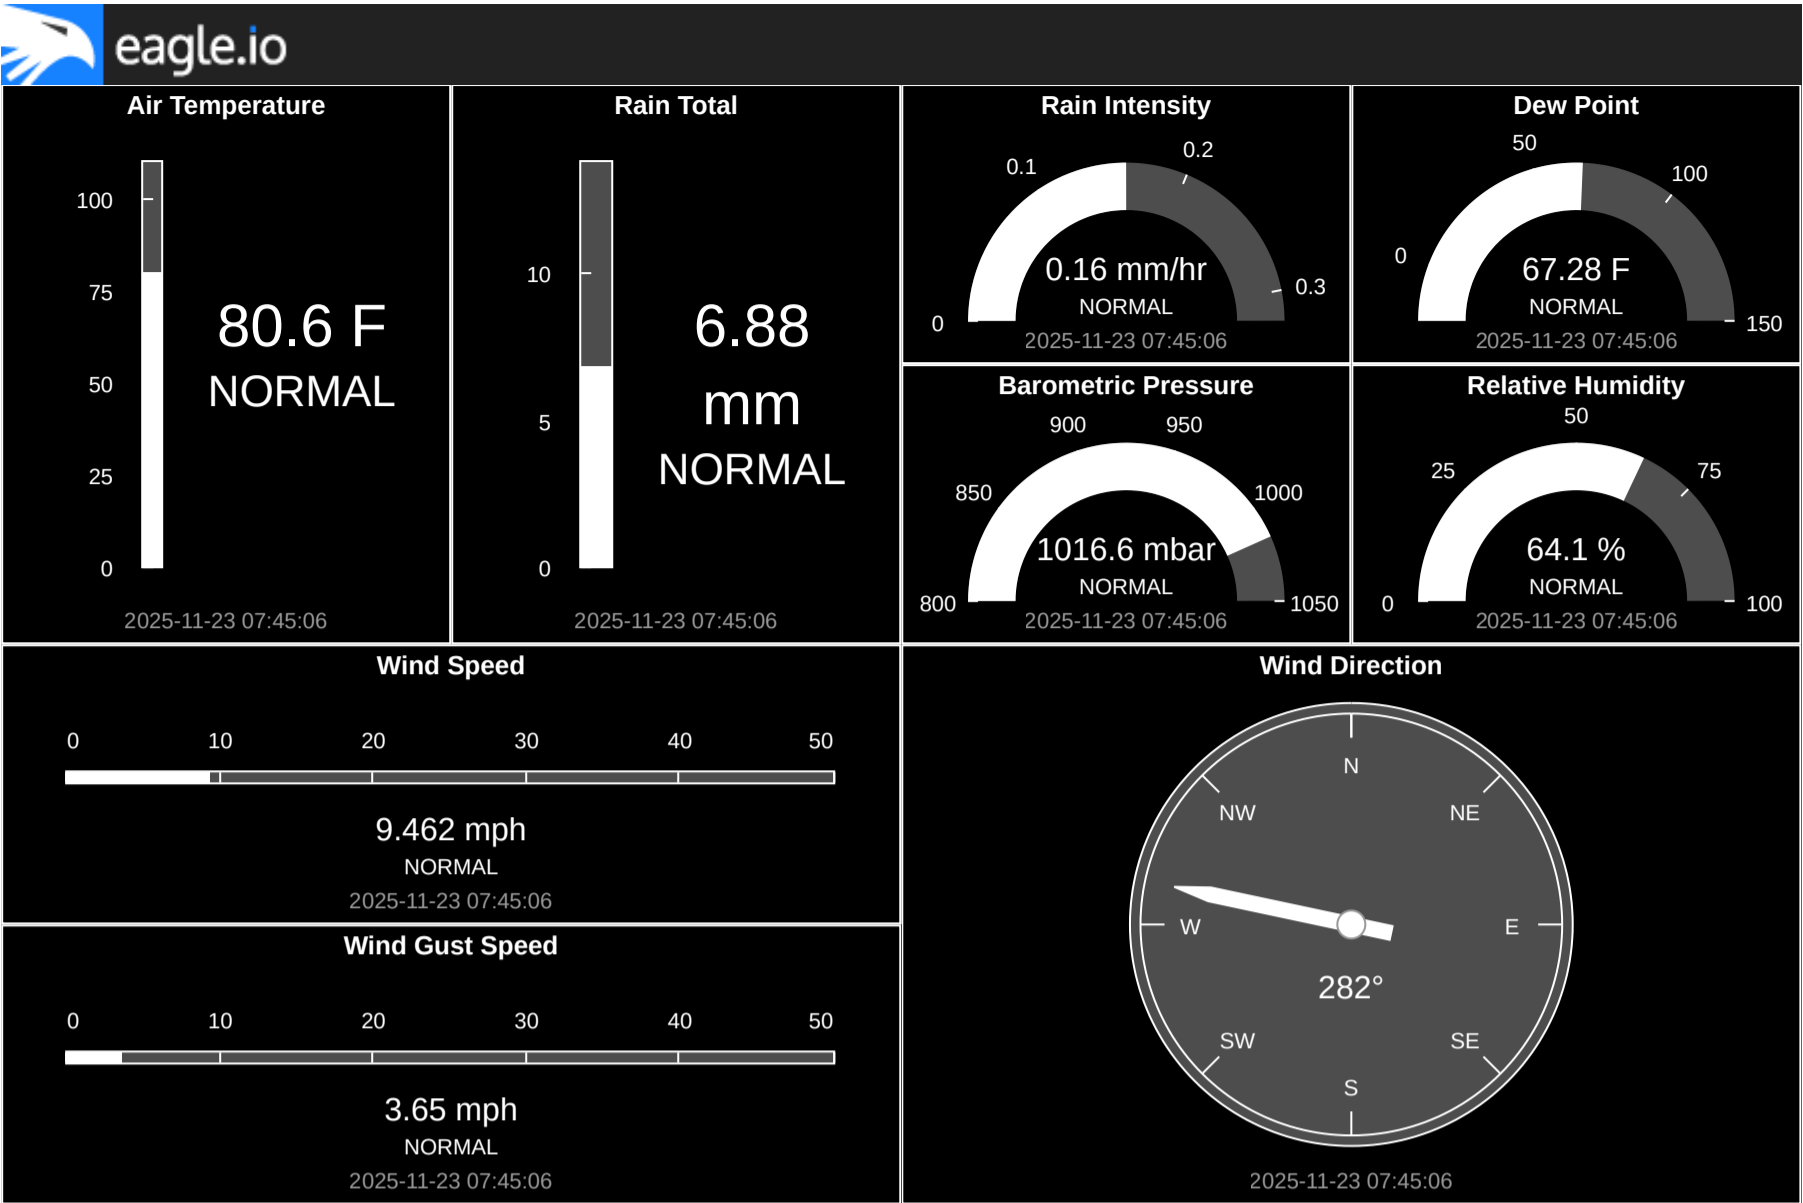 eagle.io
Air Temperature
100
75
50
25
0
80.6 F
NORMAL
2025-11-23 07:45:06
Rain Total
10
5
0
6.88
mm
NORMAL
2025-11-23 07:45:06
Rain Intensity
0
0.1
0.2
0.3
0.16 mm/hr
NORMAL
2025-11-23 07:45:06
Dew Point
0
50
100
150
67.28 F
NORMAL
2025-11-23 07:45:06
Barometric Pressure
800
850
900
950
1000
1050
1016.6 mbar
NORMAL
2025-11-23 07:45:06
Relative Humidity
0
25
50
75
100
64.1 %
NORMAL
2025-11-23 07:45:06
Wind Speed
0 10 20 30 40 50
9.462 mph
NORMAL
2025-11-23 07:45:06
Wind Gust Speed
0 10 20 30 40 50
3.65 mph
NORMAL
2025-11-23 07:45:06
Wind Direction
N
NW NE
W E
282°
SW SE
S
2025-11-23 07:45:06